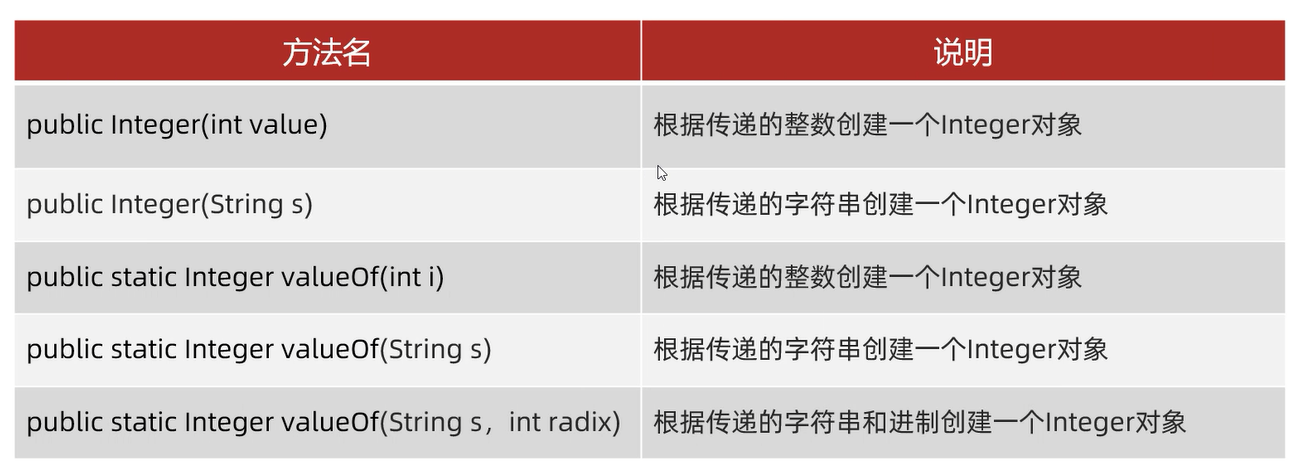 方法名 说明
public Integer(int value) 根据传递的整数创建一个Integer对象
public Integer(String s) 根据传递的字符串创建一个Integer对象
public static Integer valueOf(int i) 根据传递的整数创建一个Integer对象
public static Integer valueOf(String s) 根据传递的字符串创建一个Integer对象
public static Integer valueOf(String s，int radix) 根据传递的字符串和进制创建一个Integer对象